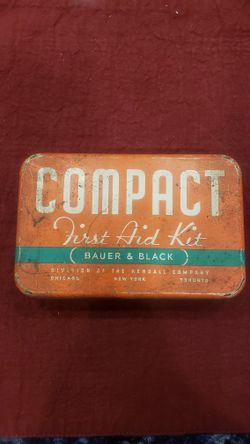 COMPACT
First Aid Kit
BAUER & BLACK
DIVISION OF THE KENDALL COMPANY
CHICAGO NEW YORK TORONTO